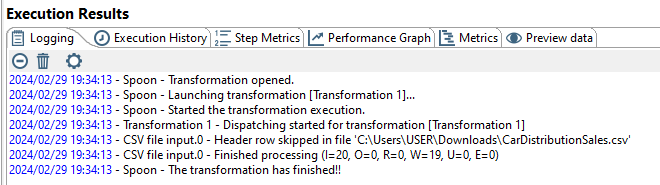 Execution Results
Logging Execution History Step Metrics Performance Graph Metrics Preview data
2024/02/29 19:34:13 - Spoon - Transformation opened.
2024/02/29 19:34:13 - Spoon - Launching transformation [Transformation 1]...
2024/02/29 19:34:13 - Spoon - Started the transformation execution.
2024/02/29 19:34:13 - Transformation 1 - Dispatching started for transformation [Transformation 1]
2024/02/29 19:34:13 - CSV file input.0 - Header row skipped in file 'C:\Users\USER\Downloads\CarDistributionSales.csv'
2024/02/29 19:34:13 - CSV file input.0 - Finished processing (I=20, O=0, R=0, W=19, U=0, E=0)
2024/02/29 19:34:13 - Spoon - The transformation has finished!!